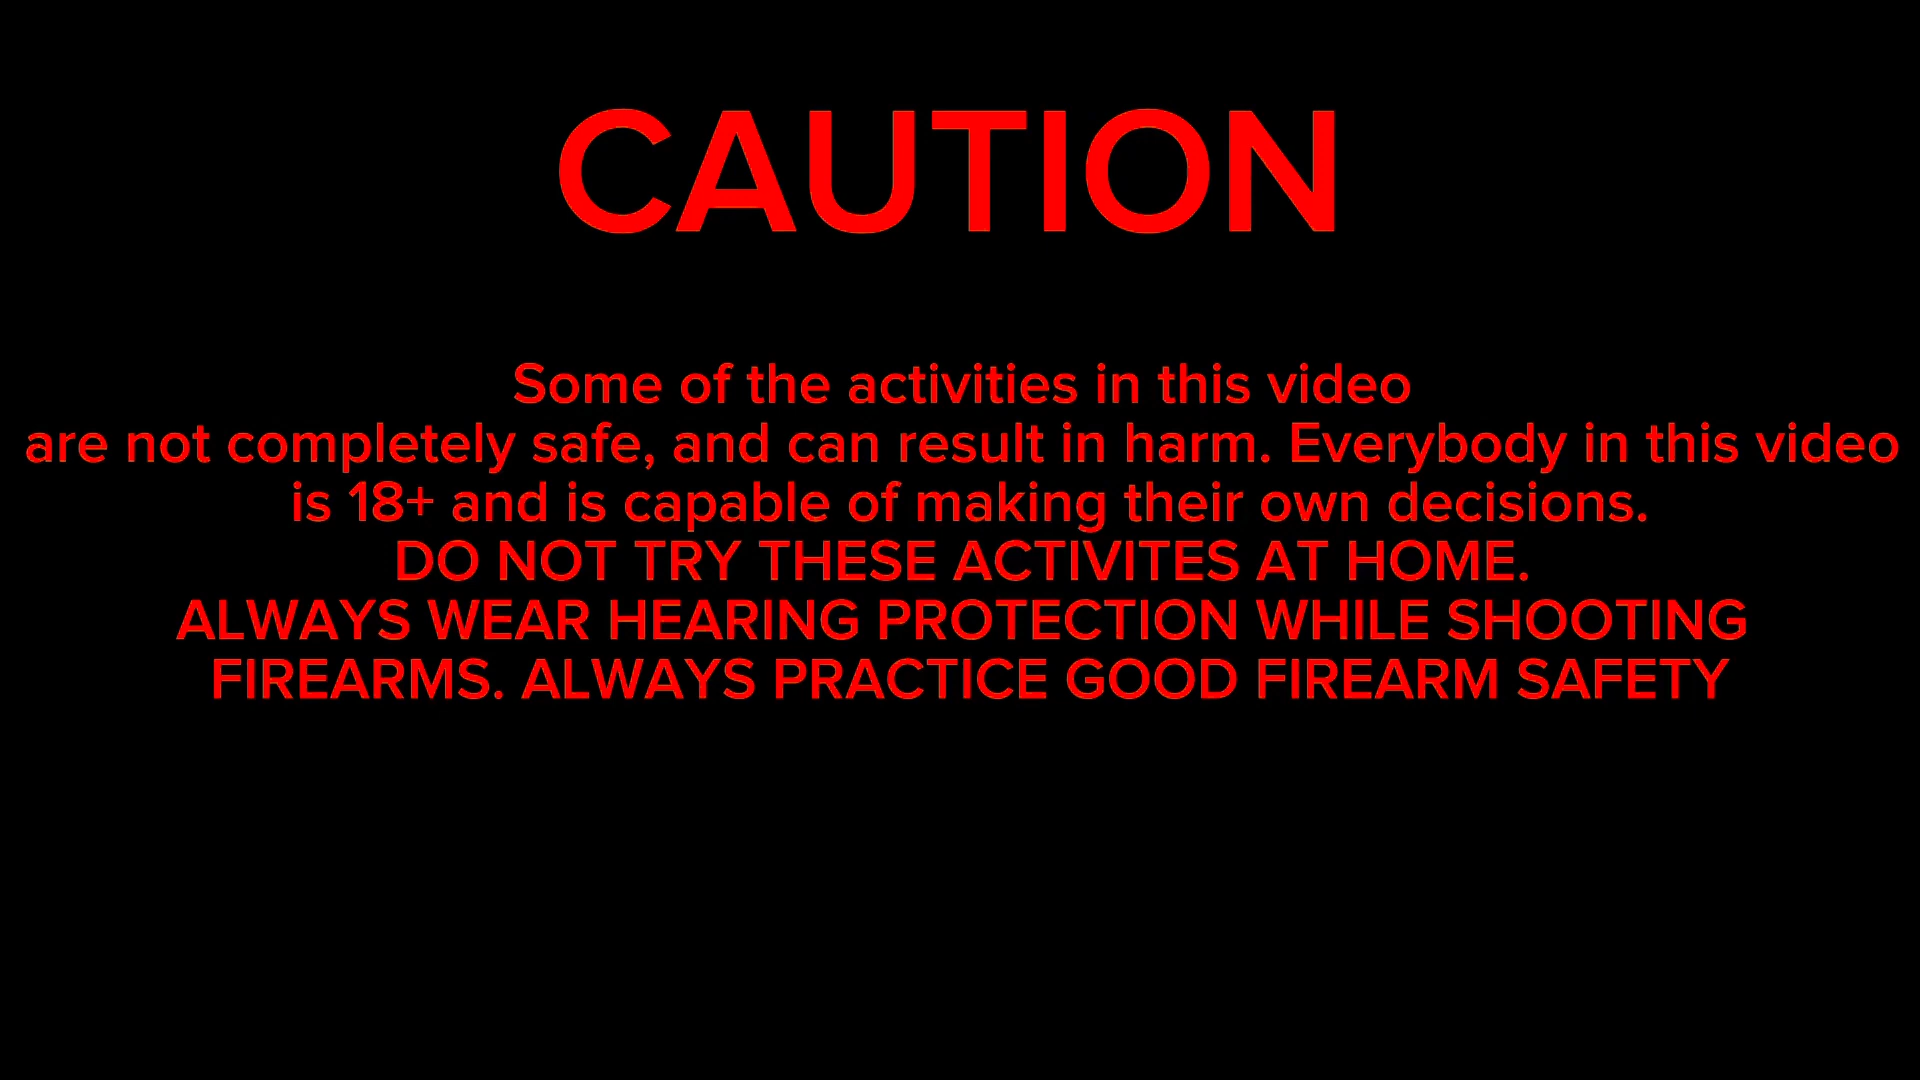 CAUTION
Some of the activities in this video
are not completely safe, and can result in harm. Everybody in this video
is 18+ and is capable of making their own decisions.
DO NOT TRY THESE ACTIVITES AT HOME.
ALWAYS WEAR HEARING PROTECTION WHILE SHOOTING
FIREARMS. ALWAYS PRACTICE GOOD FIREARM SAFETY